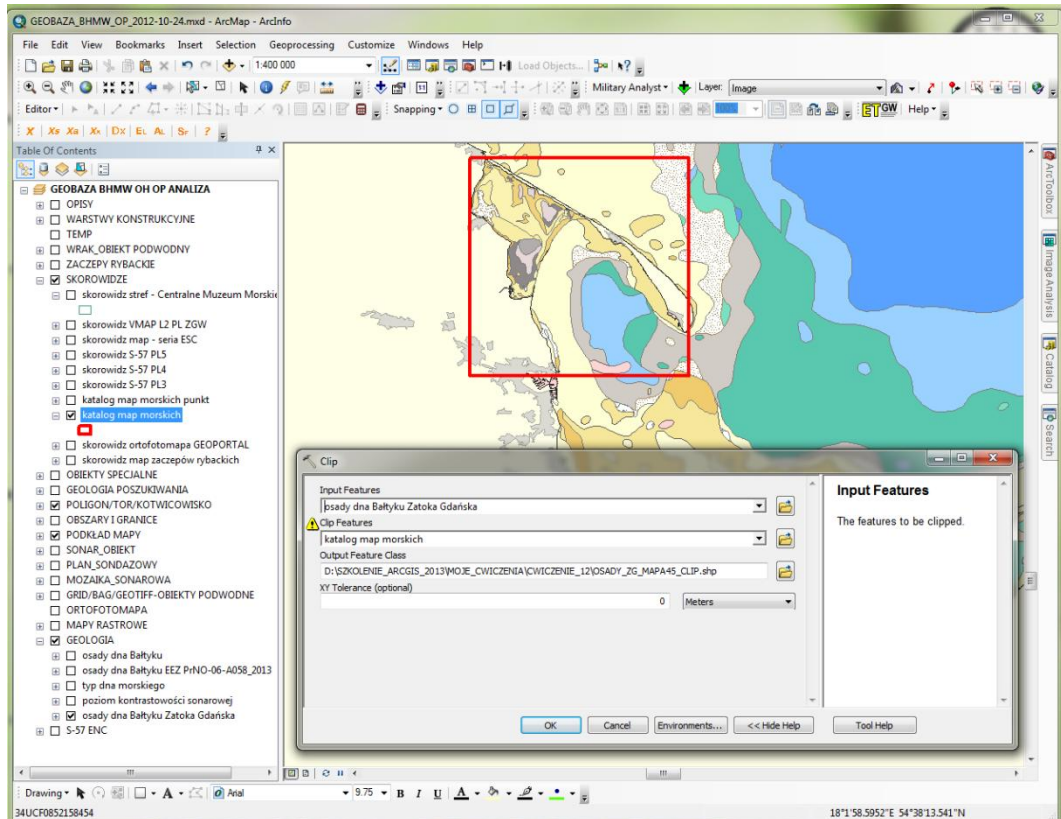 GEOBAZA_BHMW_OP_2012-10-24.mxd - ArcMap - ArcInfo
File Edit View Bookmarks Insert Selection Geoprocessing Customize Windows Help
1:400 000
Load Objects...
Military Analyst
Layer: Image
Editor
Snapping
ET GW Help
X Xs Xa Xx Dx EL AL Sr ?
Table Of Contents
GEOBAZA BHMW OH OP ANALIZA
OPISY
WARSTWY KONSTRUKCYJNE
TEMP
WRAK_OBIEKT PODWODNY
ZACZEPY RYBACKIE
SKOROWIDZE
skorowidz stref - Centralne Muzeum Morskie
skorowidz VMAP L2 PL ZGW
skorowidz map - seria ESC
skorowidz S-57 PL5
skorowidz S-57 PL4
skorowidz S-57 PL3
katalog map morskich punkt
katalog map morskich
skorowidz ortofotomapa GEOPORTAL
skorowidz map zaczepów rybackich
OBIEKTY SPECJALNE
GEOLOGIA POSZUKIWANIA
POLIGON/TOR/KOTWICOWISKO
OBSZARY I GRANICE
PODKŁAD MAPY
SONAR_OBIEKT
PLAN_SONDAZOWY
MOZAIKA_SONAROWA
GRID/BAG/GEOTIFF-OBIEKTY PODWODNE
ORTOFOTOMAPA
MAPY RASTROWE
GEOLOGIA
osady dna Bałtyku
osady dna Bałtyku EEZ PrNO-06-A058_2013
typ dna morskiego
poziom kontrastowości sonarowej
osady dna Bałtyku Zatoka Gdańska
S-57 ENC
ArcToolbox
Image Analysis
Catalog
Search
Clip
Input Features
osady dna Bałtyku Zatoka Gdańska
Clip Features
katalog map morskich
Output Feature Class
D:\SZKOLENIE_ARCGIS_2013\MOJE_CWICZENIA\CWICZENIE_12\OSADY_ZG_MAPA45_CLIP.shp
XY Tolerance (optional)
0 Meters
OK Cancel Environments... << Hide Help Tool Help
Input Features
The features to be clipped.
Drawing A Arial 9.75 B I U A
34UCF0852158454
18°1'58.5952"E 54°38'13.541"N